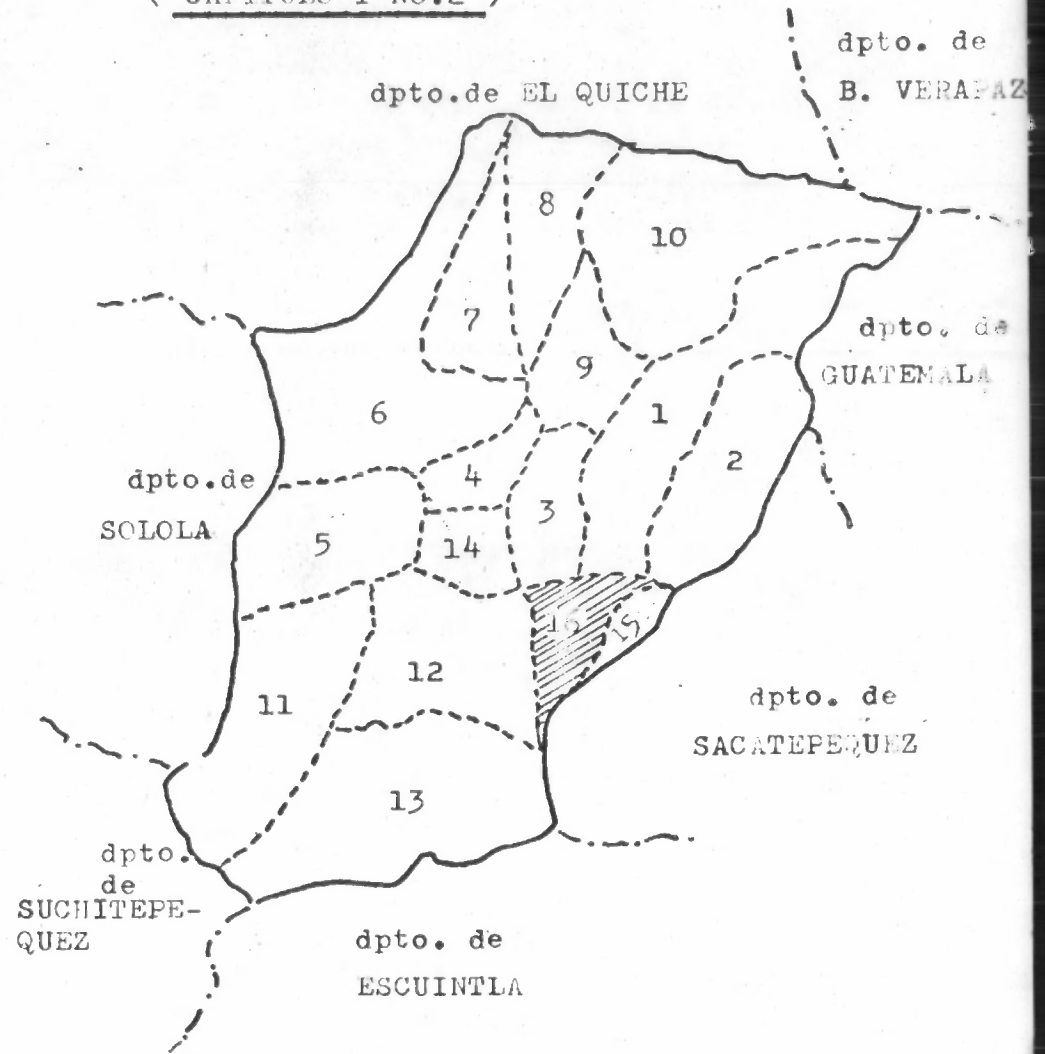 dpto. de
B. VERAPAZ
dpto.de EL QUICHE
8
10
7
dpto. de
GUATEMALA
9
6
1
2
4
dpto.de
SOLOLA
3
5
14
16
15
12
11
dpto. de
SACATEPEQUEZ
13
dpto.
de
SUCHITEPE-
QUEZ
dpto. de
ESCUINTLA